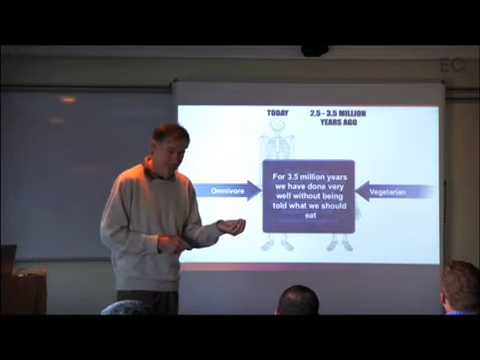 EO
TODAY
2.5 - 3.5 MILLION
YEARS AGO
For 3.5 million years
we have done very
well without being
told what we should
eat
Omnivore
Vegetarian